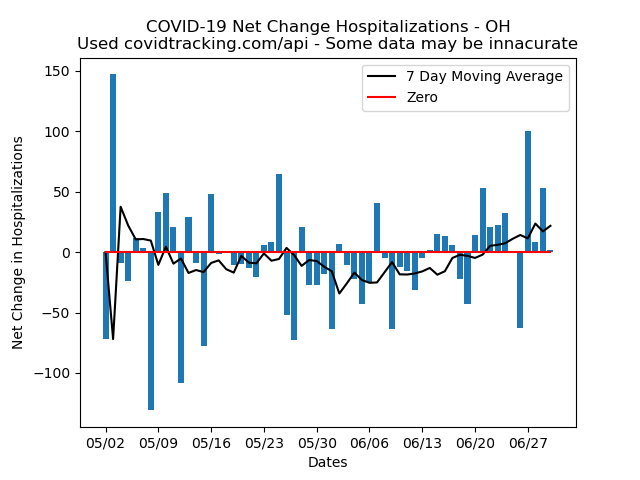 COVID-19 Net Change Hospitalizations - OH
Used covidtracking.com/api - Some data may be innacurate
7 Day Moving Average
Zero
Net Change in Hospitalizations
150
100
50
0
−50
−100
05/02 05/09 05/16 05/23 05/30 06/06 06/13 06/20 06/27
Dates